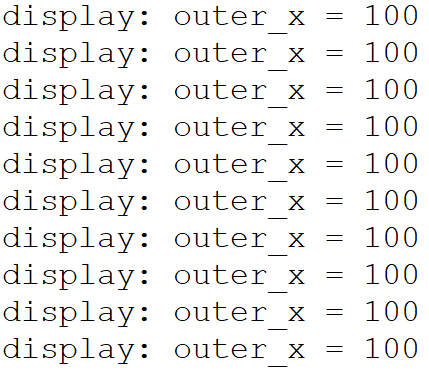 display: outer_x = 100
display: outer_x = 100
display: outer_x = 100
display: outer_x = 100
display: outer_x = 100
display: outer_x = 100
display: outer_x = 100
display: outer_x = 100
display: outer_x = 100
display: outer_x = 100